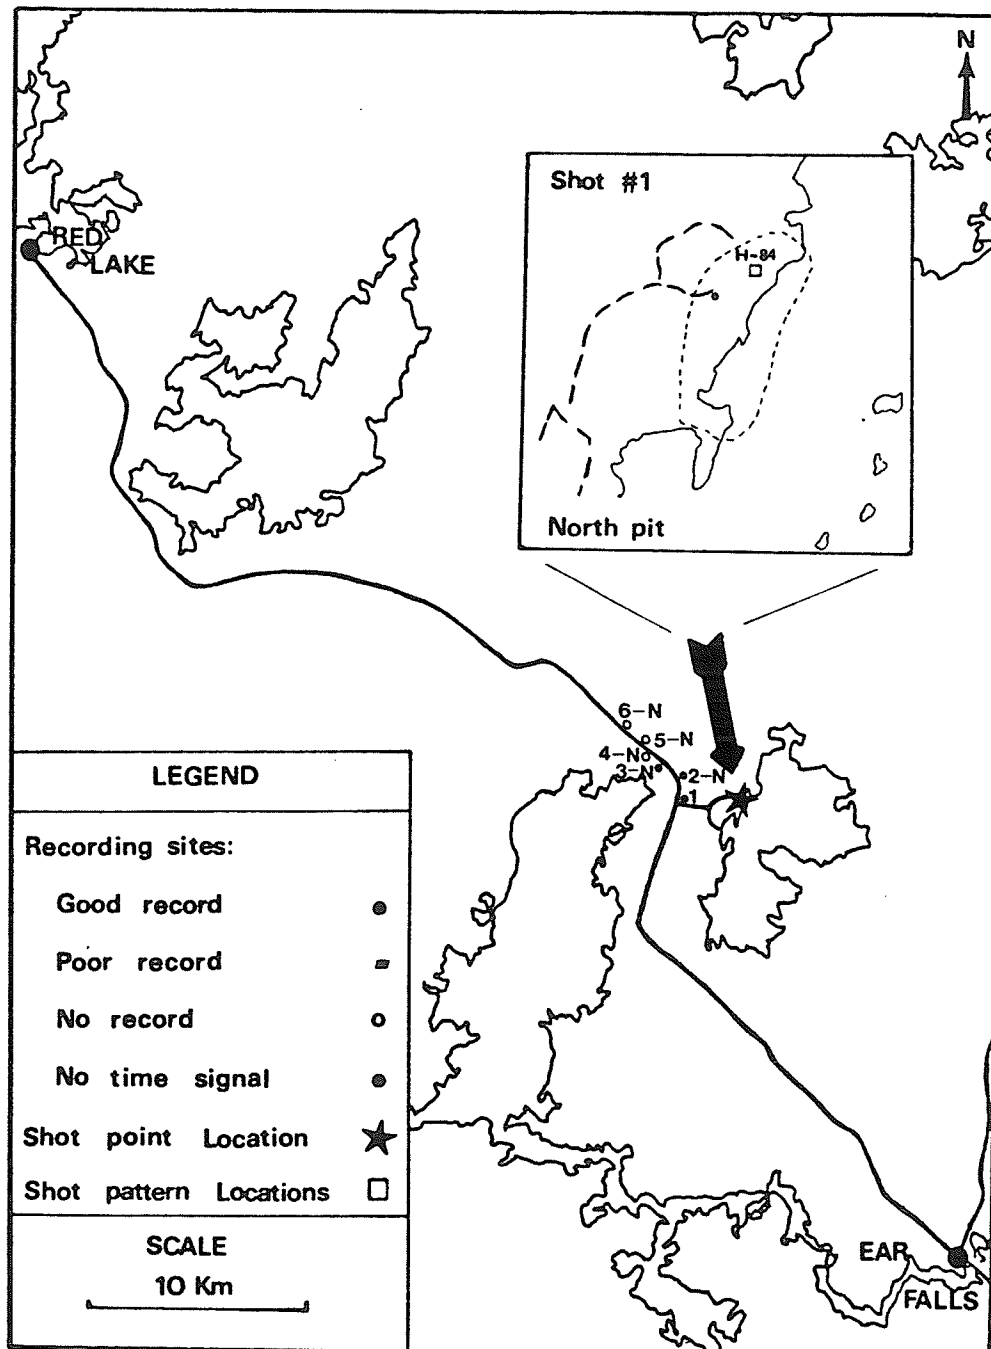 N
Shot #1
H-84
North pit
RED
LAKE
6-N
5-N
4-N
3-N
2-N
1
LEGEND
Recording sites:
Good record
Poor record
No record
No time signal
Shot point Location
Shot pattern Locations
SCALE
10 Km
EAR
FALLS